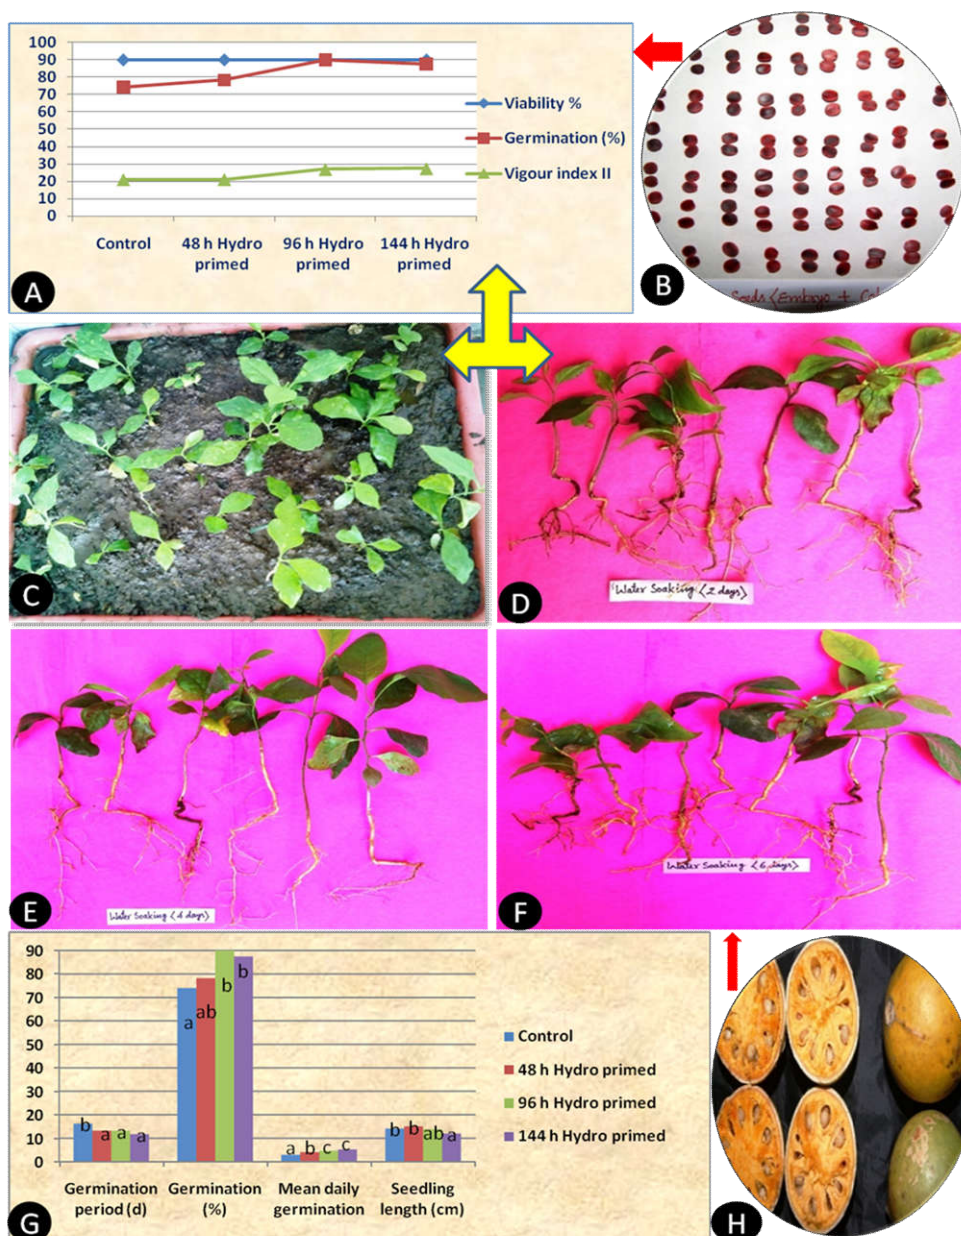 100
90
80
70
60
50
40
30
20
10
0
Control
48 h Hydro
primed
96 h Hydro
primed
144 h Hydro
primed
Viability %
Germination (%)
Vigour index II
A
Seeds (Embryo +
B
C
Water Soaking (2 days)
D
Water Soaking (4 days)
E
Water Soaking (6 days)
F
90
80
70
60
50
40
30
20
10
0
b a a a
a ab b b
a b c c
b b ab a
Germination
period (d)
Germination
(%)
Mean daily
germination
Seedling
length (cm)
Control
48 h Hydro primed
96 h Hydro primed
144 h Hydro primed
G
H